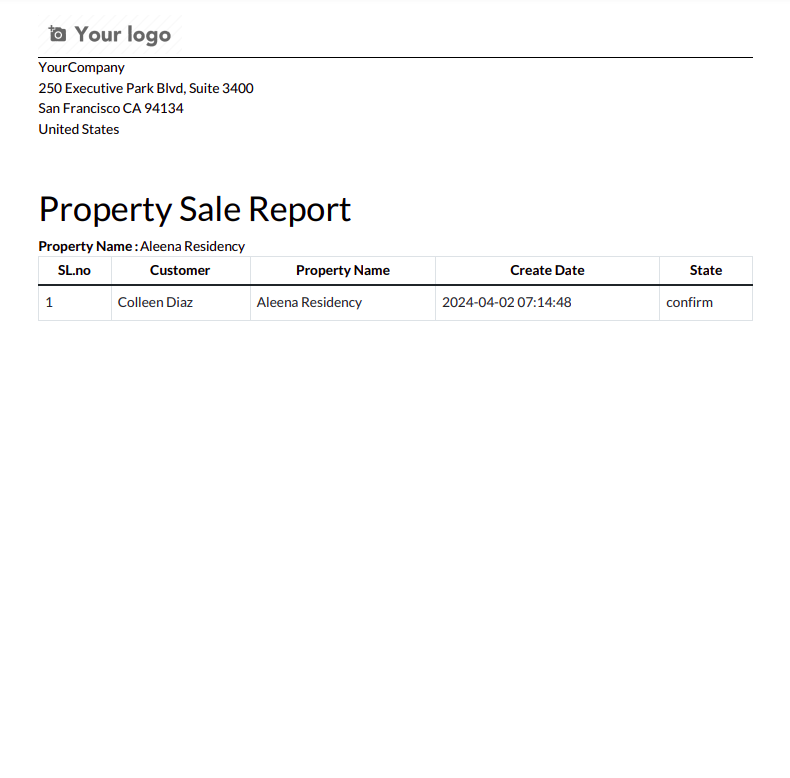 Your logo
YourCompany
250 Executive Park Blvd, Suite 3400
San Francisco CA 94134
United States
Property Sale Report
Property Name : Aleena Residency
SL.no Customer Property Name Create Date State
1 Colleen Diaz Aleena Residency 2024-04-02 07:14:48 confirm